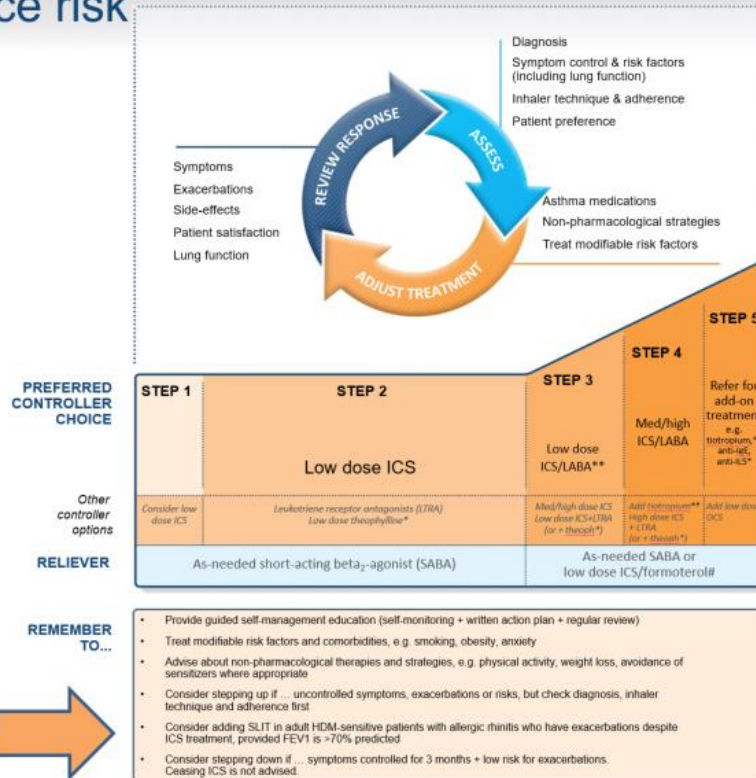 ce risk
Diagnosis
Symptom control & risk factors
(including lung function)
Inhaler technique & adherence
Patient preference
REVIEW RESPONSE
ASSESS
ADJUST TREATMENT
Symptoms
Exacerbations
Side-effects
Patient satisfaction
Lung function
Asthma medications
Non-pharmacological strategies
Treat modifiable risk factors
PREFERRED
CONTROLLER
CHOICE
STEP 1
STEP 2
Low dose ICS
STEP 3
Low dose
ICS/LABA**
STEP 4
Med/high
ICS/LABA
STEP 5
Refer for
add-on
treatment
e.g.
tiotropium,*
anti-IgE,
anti-IL5*
Other
controller
options
Consider low
dose ICS
Leukotriene receptor antagonists (LTRA)
Low dose theophylline*
Med/high dose ICS
Low dose ICS+LTRA
(or + theoph*)
Add tiotropium**
High dose ICS
+ LTRA
(or + theoph*)
Add low dose
OCS
RELIEVER
As-needed short-acting beta2-agonist (SABA)
As-needed SABA or
low dose ICS/formoterol#
REMEMBER
TO...
• Provide guided self-management education (self-monitoring + written action plan + regular review)
• Treat modifiable risk factors and comorbidities, e.g. smoking, obesity, anxiety
• Advise about non-pharmacological therapies and strategies, e.g. physical activity, weight loss, avoidance of
sensitizers where appropriate
• Consider stepping up if … uncontrolled symptoms, exacerbations or risks, but check diagnosis, inhaler
technique and adherence first
• Consider adding SLIT in adult HDM-sensitive patients with allergic rhinitis who have exacerbations despite
ICS treatment, provided FEV1 is >70% predicted
• Consider stepping down if … symptoms controlled for 3 months + low risk for exacerbations.
Ceasing ICS is not advised.